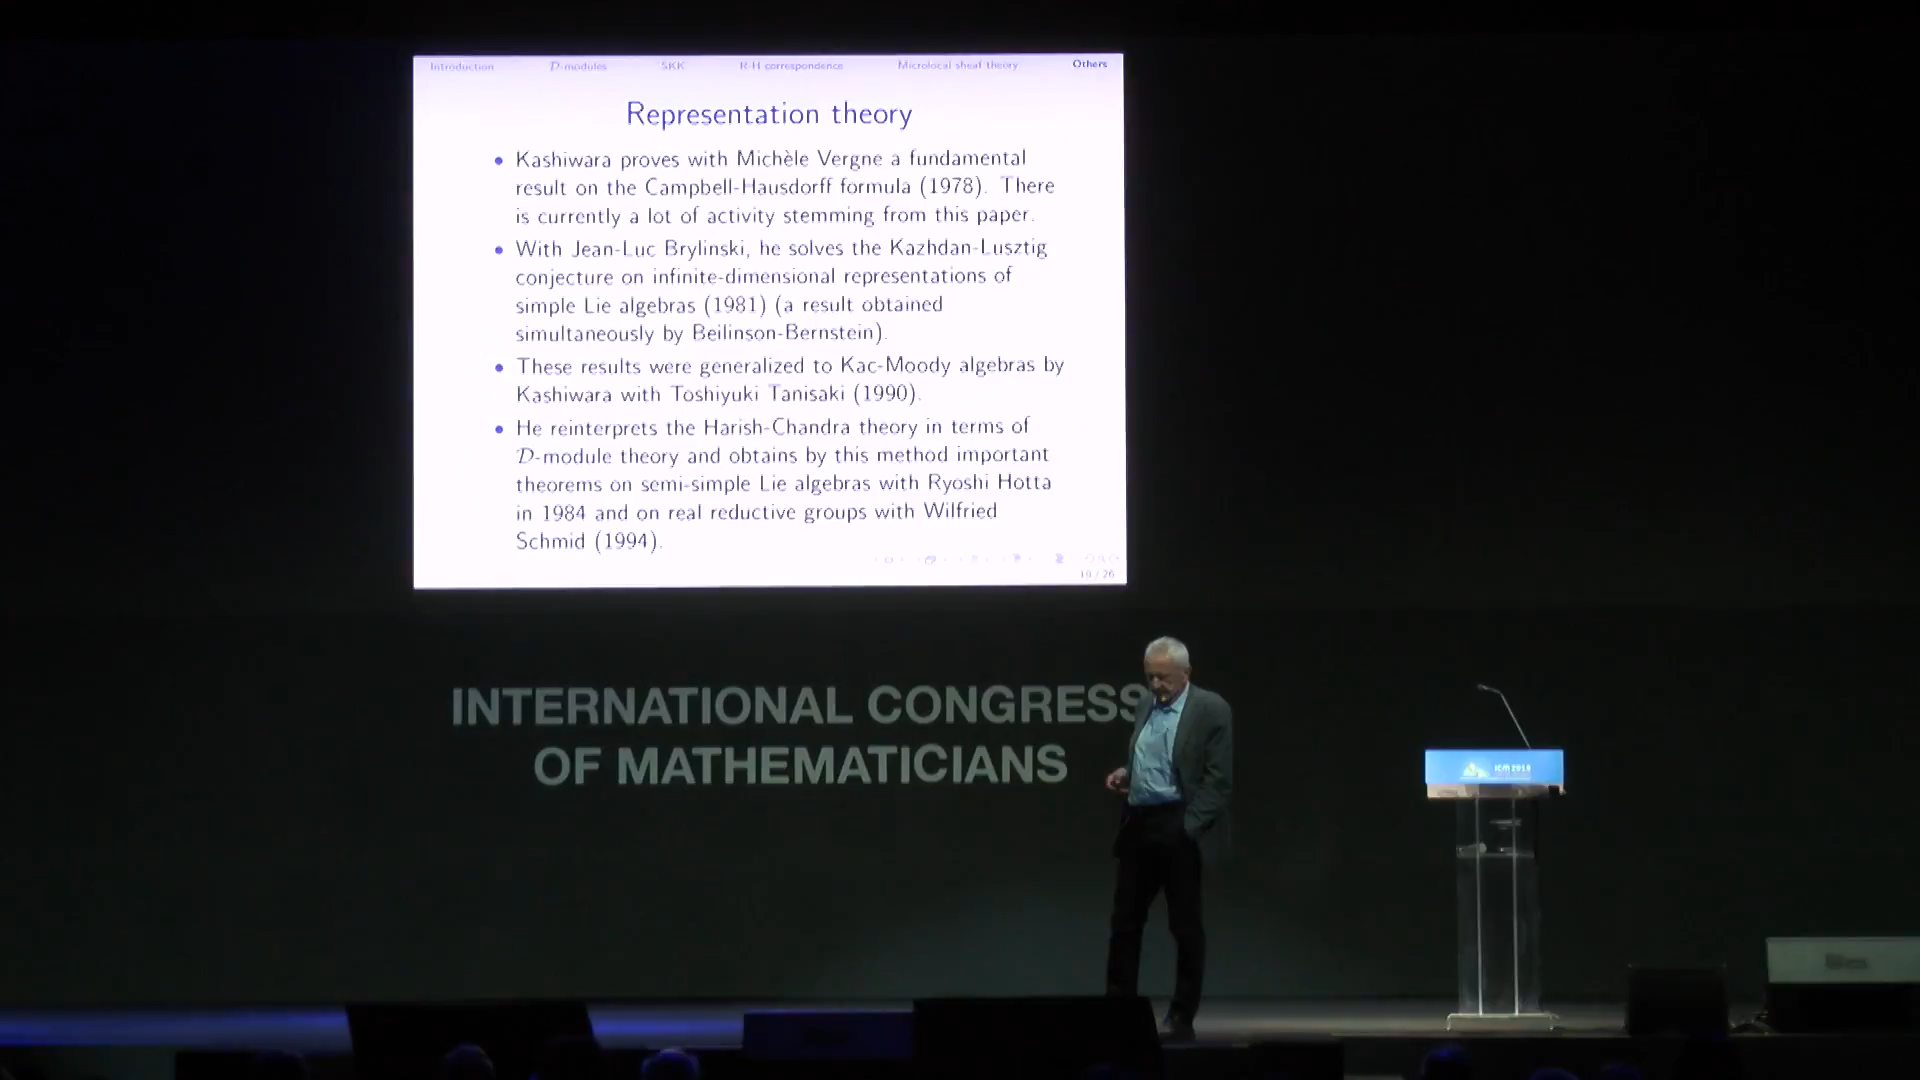 Introduction D-modules SKK R-H correspondence Microlocal sheaf theory Others
Representation theory
• Kashiwara proves with Michèle Vergne a fundamental
result on the Campbell-Hausdorff formula (1978). There
is currently a lot of activity stemming from this paper.
• With Jean-Luc Brylinski, he solves the Kazhdan-Lusztig
conjecture on infinite-dimensional representations of
simple Lie algebras (1981) (a result obtained
simultaneously by Beilinson-Bernstein).
• These results were generalized to Kac-Moody algebras by
Kashiwara with Toshiyuki Tanisaki (1990).
• He reinterprets the Harish-Chandra theory in terms of
D-module theory and obtains by this method important
theorems on semi-simple Lie algebras with Ryoshi Hotta
in 1984 and on real reductive groups with Wilfried
Schmid (1994).
INTERNATIONAL CONGRESS
OF MATHEMATICIANS
ICM 2018